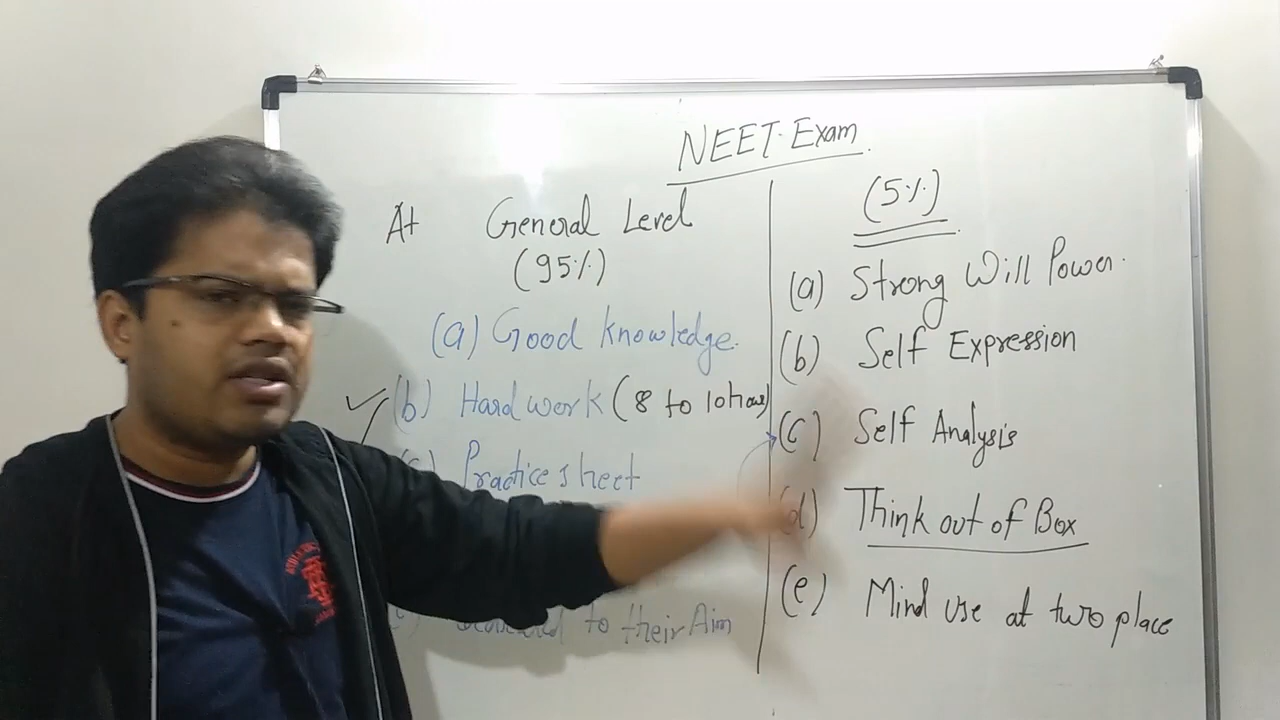 NEET Exam
At General Level
(95%)
(a) Good knowledge.
(b) Hard work (8 to 10 hour)
(c) Practice sheet
to their Aim
(5%)
(a) Strong Will Power.
(b) Self Expression
(c) Self Analysis
(d) Think out of Box
(e) Mind use at two place